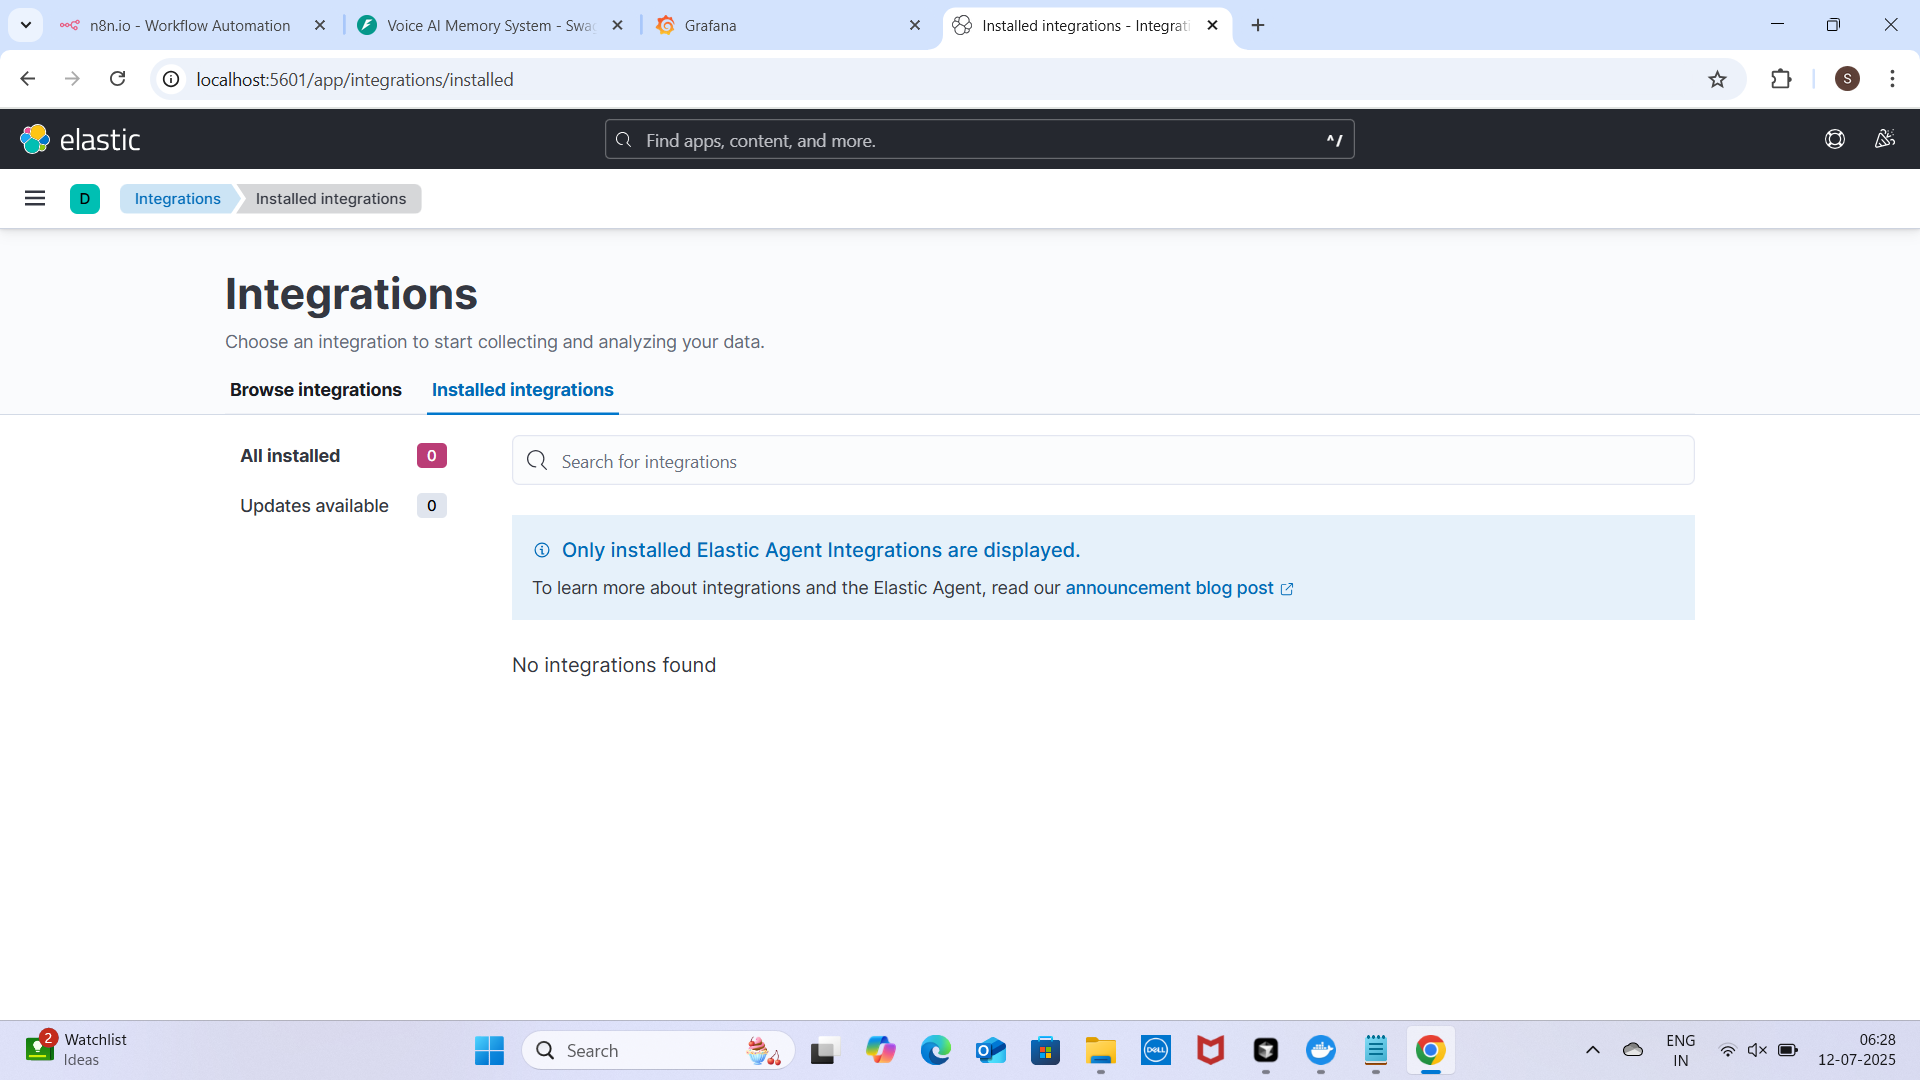 n8n.io - Workflow Automation
Voice AI Memory System - Swag
Grafana
Installed integrations - Integrati
localhost:5601/app/integrations/installed
S
elastic
Find apps, content, and more.
^/
D
Integrations
Installed integrations
Integrations
Choose an integration to start collecting and analyzing your data.
Browse integrations
Installed integrations
All installed
0
Updates available
0
Search for integrations
Only installed Elastic Agent Integrations are displayed.
To learn more about integrations and the Elastic Agent, read our announcement blog post
No integrations found
2
Watchlist
Ideas
Search
DELL
ENG
IN
06:28
12-07-2025